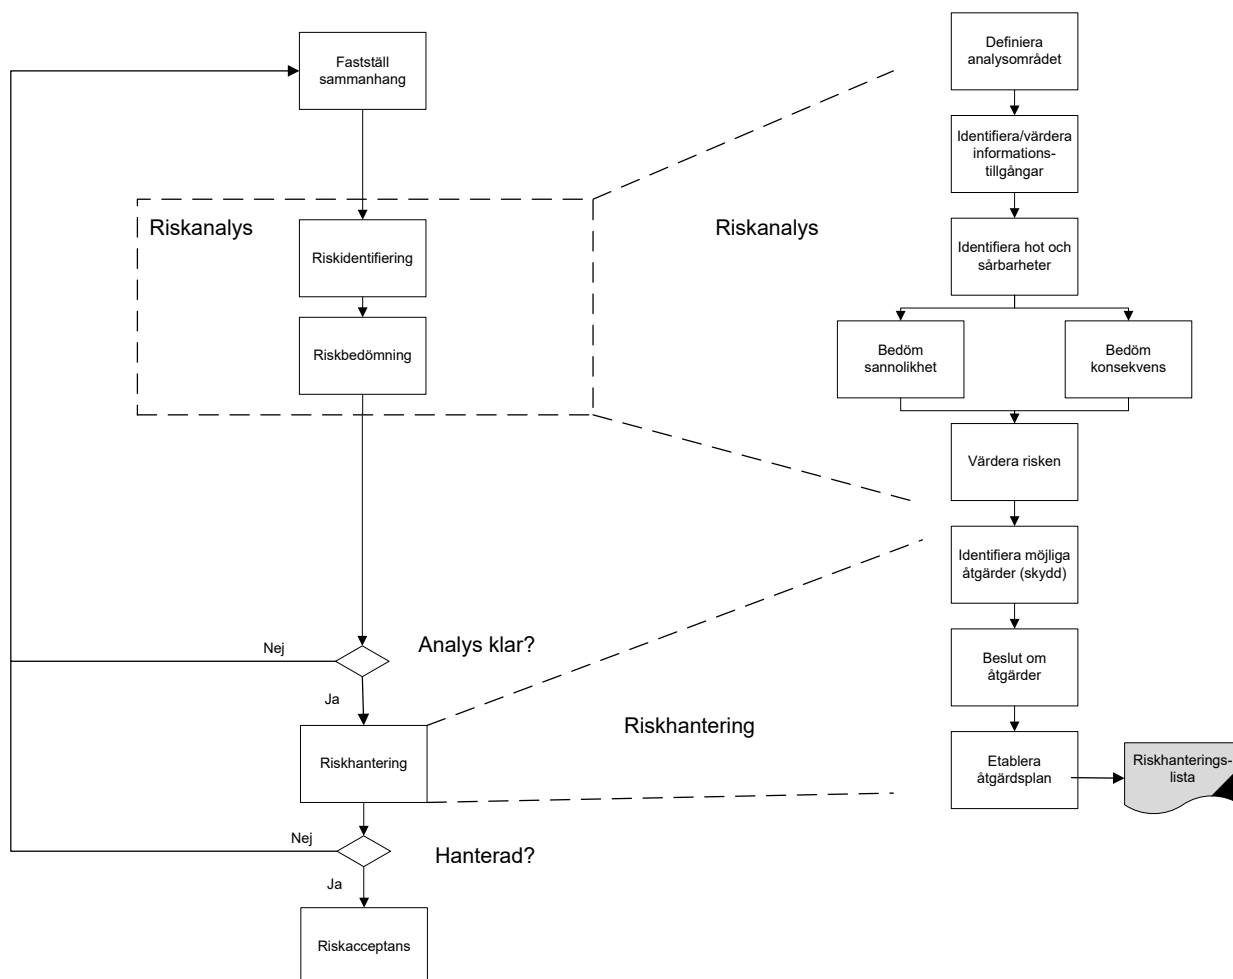 Fastställ
sammanhang
Riskanalys
Riskidentifiering
Riskbedömning
Analys klar?
Nej
Ja
Riskhantering
Hanterad?
Nej
Ja
Riskacceptans
Riskanalys
Riskhantering
Definiera
analysområdet
Identifiera/värdera
informations-
tillgångar
Identifiera hot och
sårbarheter
Bedöm
sannolikhet
Bedöm
konsekvens
Värdera risken
Identifiera möjliga
åtgärder (skydd)
Beslut om
åtgärder
Etablera
åtgärdsplan
Riskhanterings-
lista